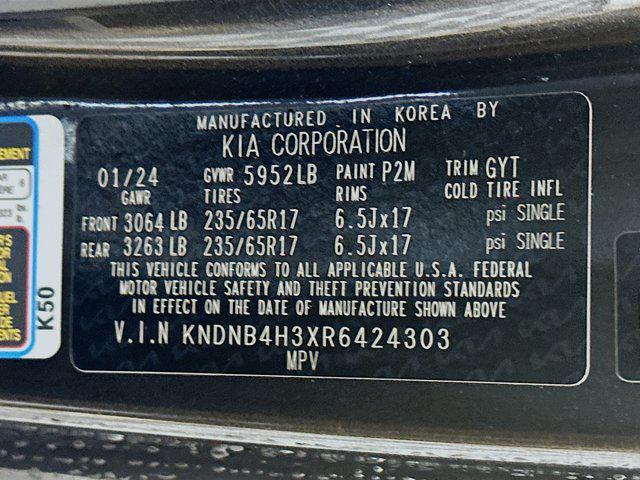 MANUFACTURED IN KOREA BY
KIA CORPORATION
01/24 GVWR 5952LB PAINT P2M TRIM GYT
GAWR TIRES RIMS COLD TIRE INFL
FRONT 3064 LB 235/65R17 6.5Jx17 psi SINGLE
REAR 3263 LB 235/65R17 6.5Jx17 psi SINGLE
THIS VEHICLE CONFORMS TO ALL APPLICABLE U.S.A. FEDERAL
MOTOR VEHICLE SAFETY AND THEFT PREVENTION STANDARDS
IN EFFECT ON THE DATE OF MANUFACTURE SHOWN ABOVE
V.I.N KNDNB4H3XR6424303
MPV
K50